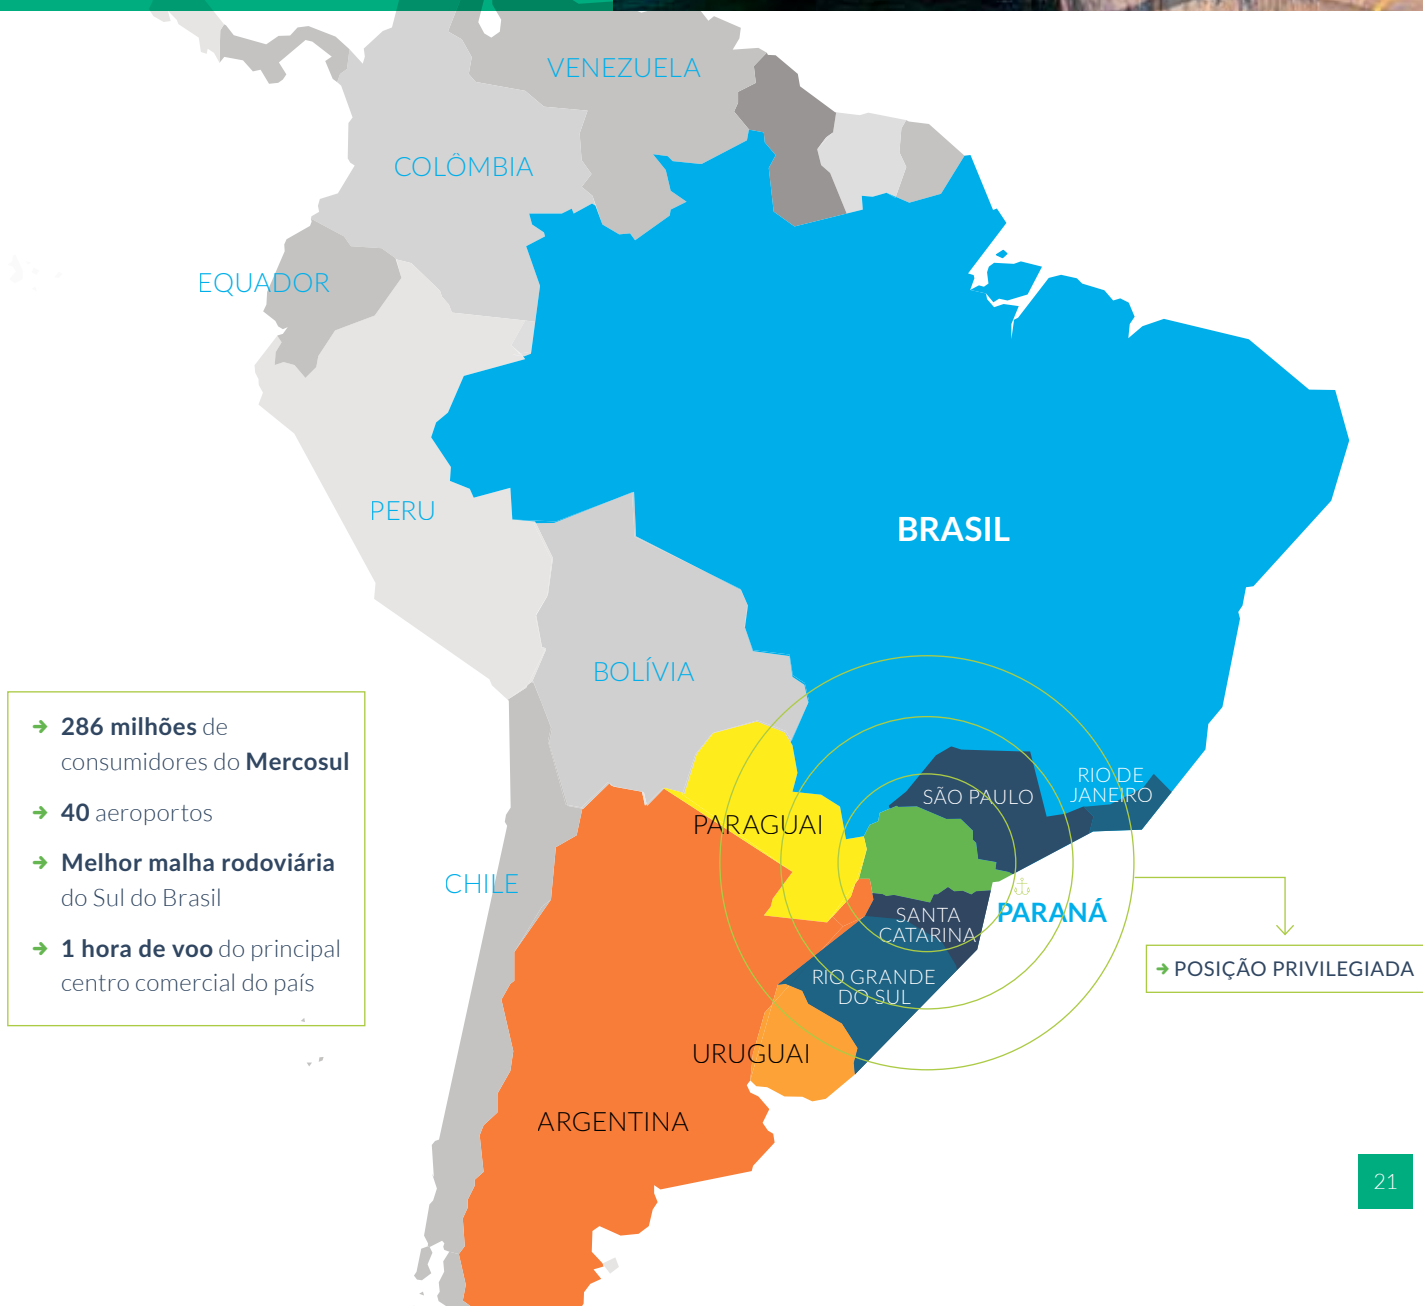 VENEZUELA
COLÔMBIA
EQUADOR
PERU
BRASIL
BOLÍVIA
→ 286 milhões de
consumidores do Mercosul
→ 40 aeroportos
→ Melhor malha rodoviária
do Sul do Brasil
→ 1 hora de voo do principal
centro comercial do país
RIO DE
JANEIRO
SÃO PAULO
PARAGUAI
CHILE
PARANÁ
SANTA
CATARINA
→ POSIÇÃO PRIVILEGIADA
RIO GRANDE
DO SUL
URUGUAI
ARGENTINA
21